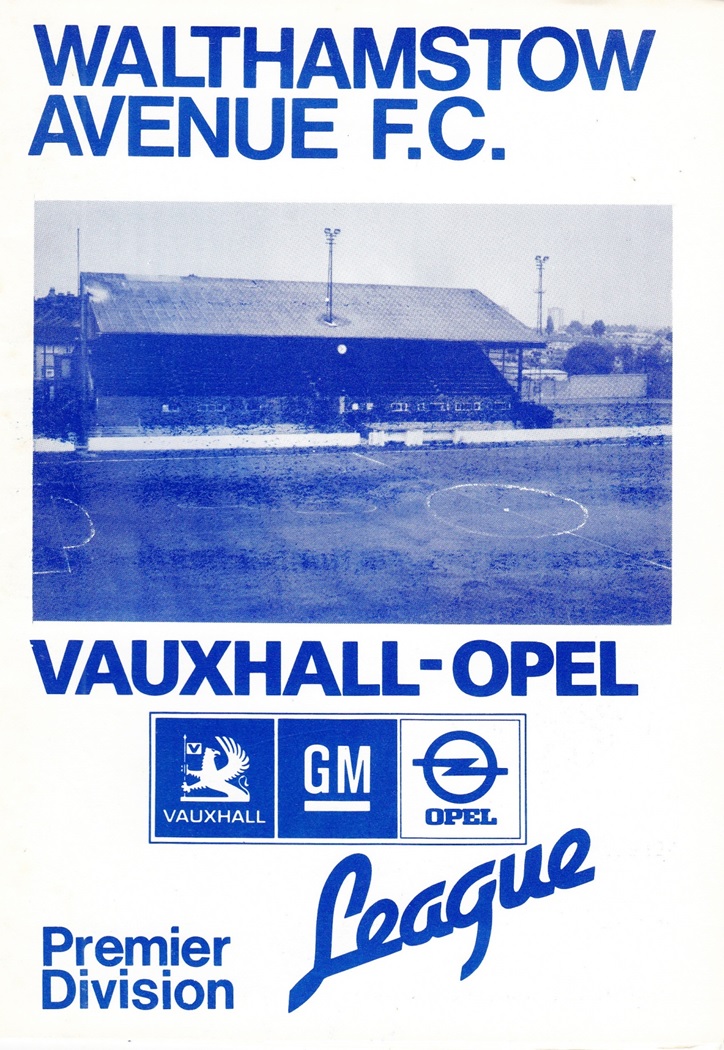 WALTHAMSTOW
AVENUE F.C.
VAUXHALL-OPEL
V
VAUXHALL
GM
OPEL
League
Premier
Division